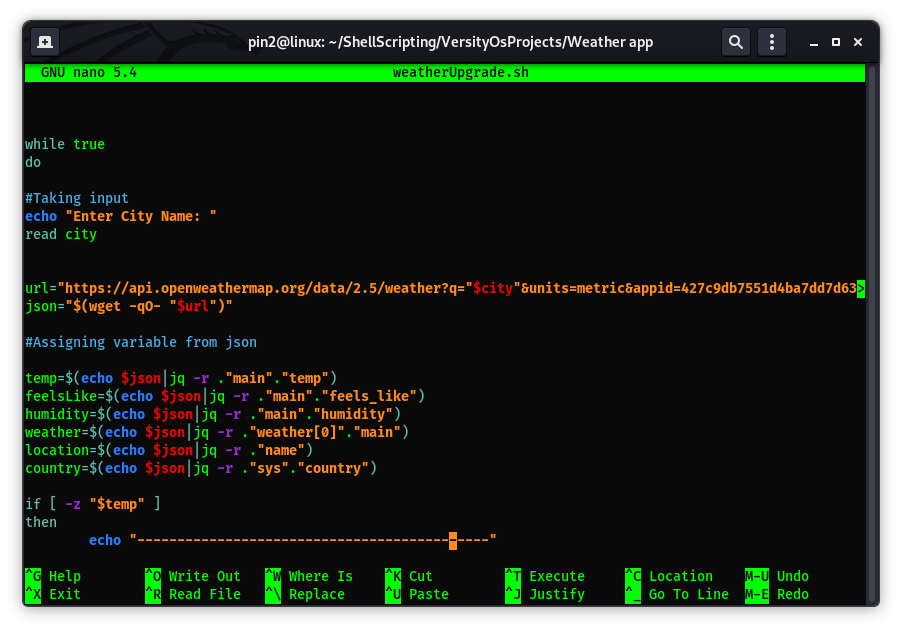 pin2@linux: ~/ShellScripting/VersityOsProjects/Weather app
GNU nano 5.4 weatherUpgrade.sh
while true
do
#Taking input
echo "Enter City Name: "
read city
url="https://api.openweathermap.org/data/2.5/weather?q="$city"&units=metric&appid=427c9db7551d4ba7dd7d63>
json="$(wget -qO- "$url")"
#Assigning variable from json
temp=$(echo $json|jq -r ."main"."temp")
feelsLike=$(echo $json|jq -r ."main"."feels_like")
humidity=$(echo $json|jq -r ."main"."humidity")
weather=$(echo $json|jq -r ."weather[0]"."main")
location=$(echo $json|jq -r ."name")
country=$(echo $json|jq -r ."sys"."country")
if [ -z "$temp" ]
then
echo "--------------------------------------------"
^G Help ^O Write Out ^W Where Is ^K Cut ^T Execute ^C Location M-U Undo
^X Exit ^R Read File ^\ Replace ^U Paste ^J Justify ^_ Go To Line M-E Redo